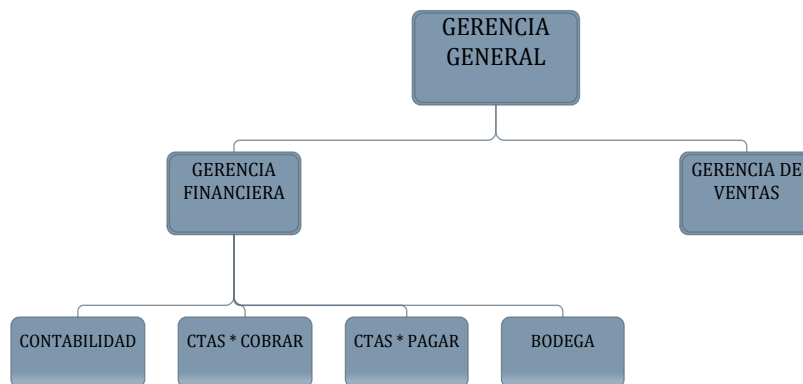 GERENCIA
GENERAL
GERENCIA
FINANCIERA
GERENCIA DE
VENTAS
CONTABILIDAD
CTAS * COBRAR
CTAS * PAGAR
BODEGA